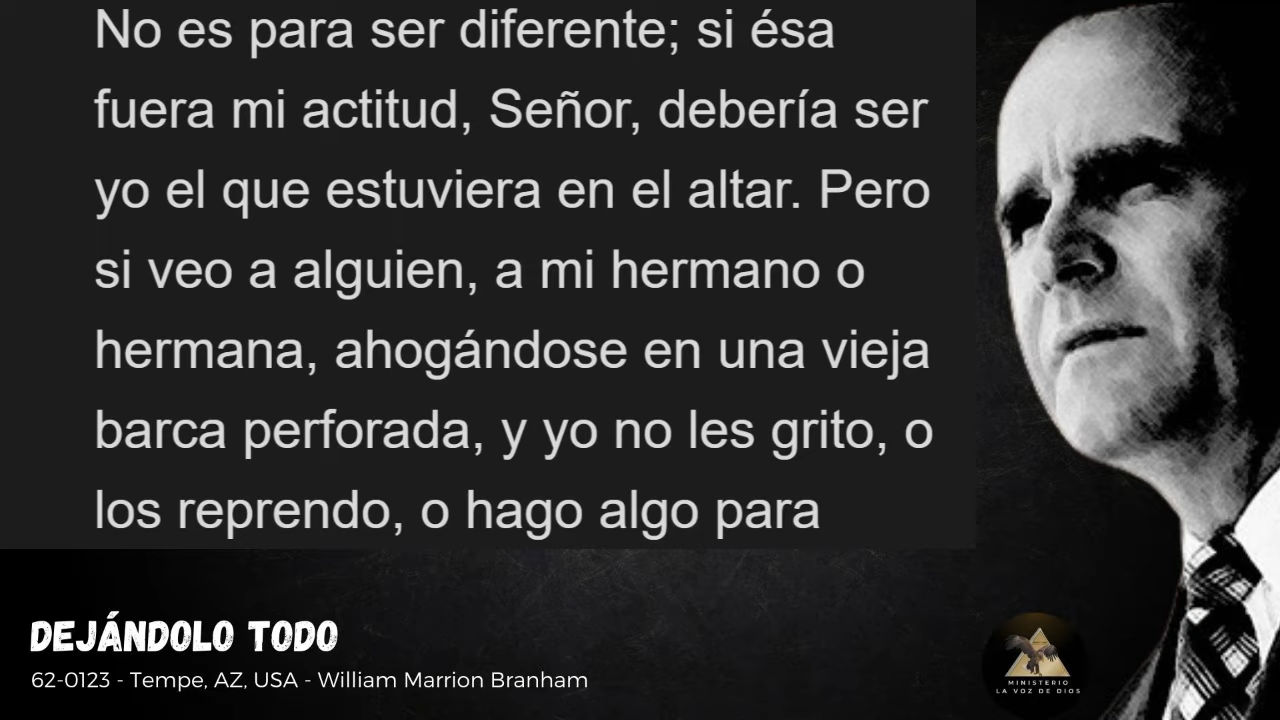 No es para ser diferente; si ésa
fuera mi actitud, Señor, debería ser
yo el que estuviera en el altar. Pero
si veo a alguien, a mi hermano o
hermana, ahogándose en una vieja
barca perforada, y yo no les grito, o
los reprendo, o hago algo para
DEJÁNDOLO TODO
62-0123 - Tempe, AZ, USA - William Marrion Branham
MINISTERIO
LA VOZ DE DIOS